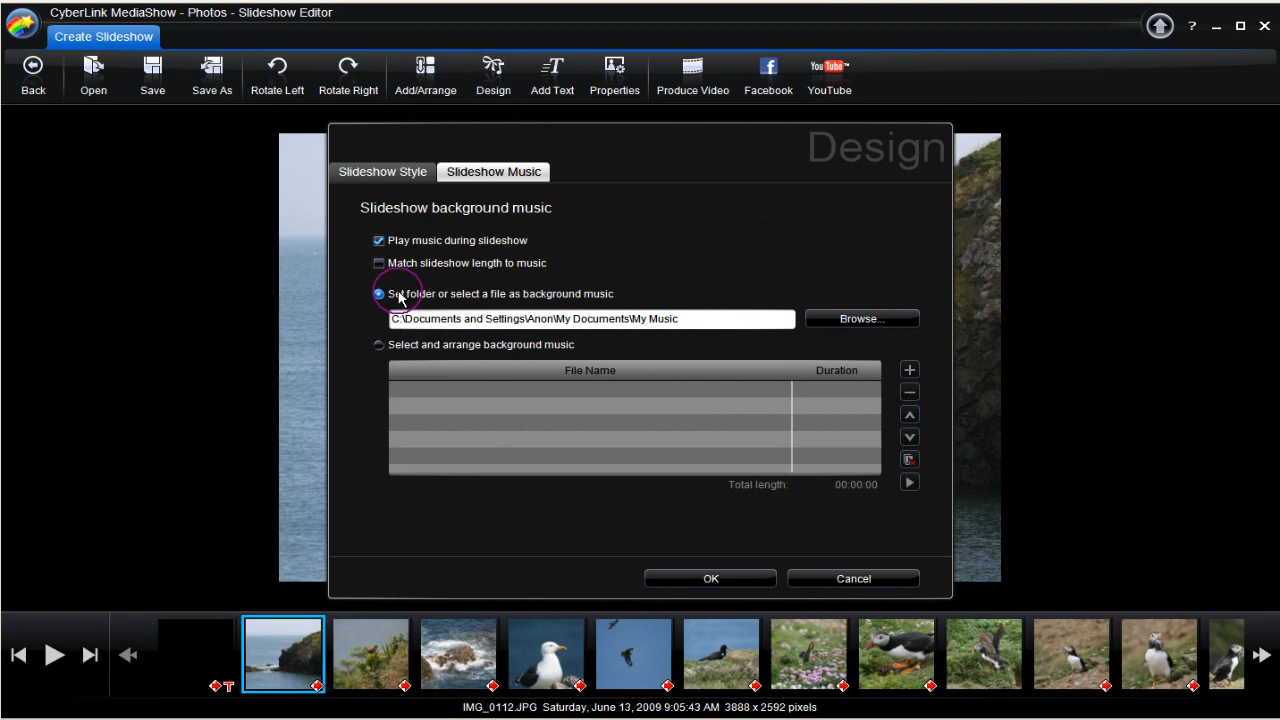 CyberLink MediaShow - Photos - Slideshow Editor
Create Slideshow
?
Back
Open
Save
Save As
Rotate Left
Rotate Right
Add/Arrange
Design
Add Text
Properties
Produce Video
Facebook
YouTube
Design
Slideshow Style
Slideshow Music
Slideshow background music
Play music during slideshow
Match slideshow length to music
Set folder or select a file as background music
C:\Documents and Settings\Anon\My Documents\My Music
Browse...
Select and arrange background music
File Name
Duration
Total length:
00:00:00
OK
Cancel
T
IMG_0112.JPG Saturday, June 13, 2009 9:05:43 AM 3888 x 2592 pixels